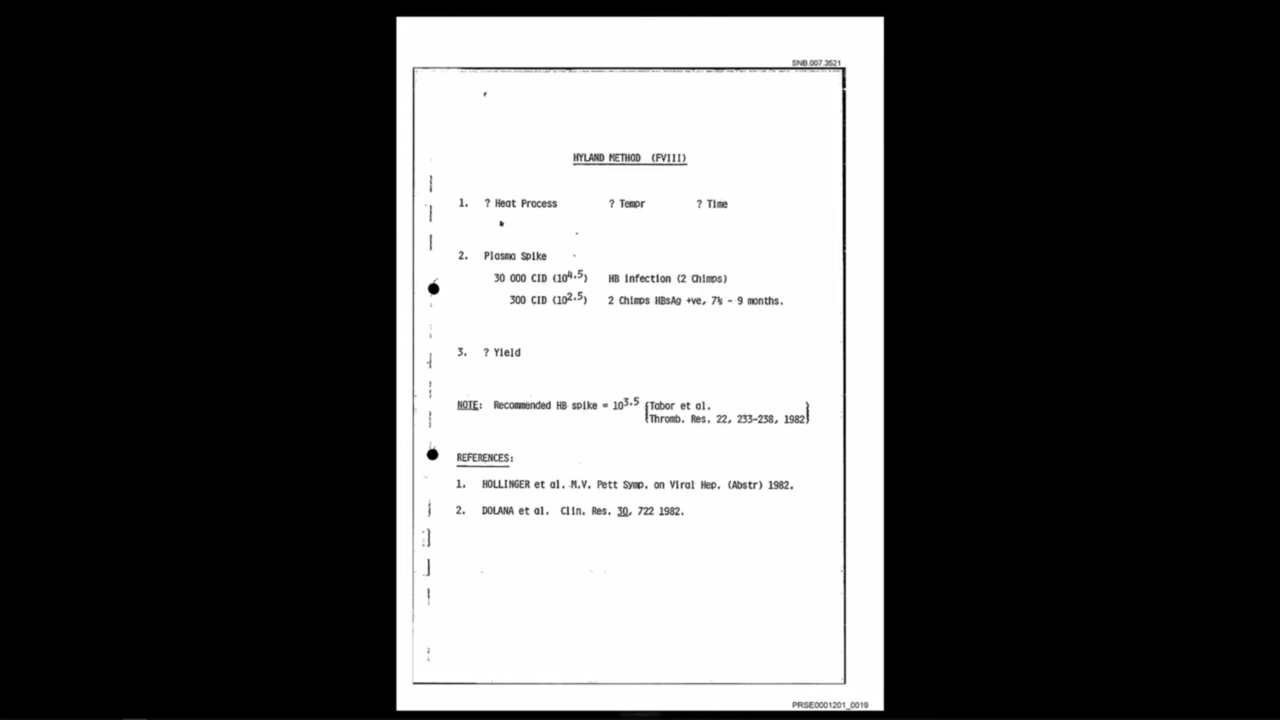 SNB.007.3521
HYLAND METHOD (FVIII)
1. ? Heat Process ? Tempr ? Time
2. Plasma Spike
30 000 CID (10^4.5) HB infection (2 Chimps)
300 CID (10^2.5) 2 Chimps HBsAg +ve, 7½ - 9 months.
3. ? Yield
NOTE: Recommended HB spike = 10^3.5 {Tabor et al.
{Thromb. Res. 22, 233-238, 1982}
REFERENCES:
1. HOLLINGER et al. M.V. Pett Symp. on Viral Hep. (Abstr) 1982.
2. DOLANA et al. Clin. Res. 30, 722 1982.
PRSE0001201_0019